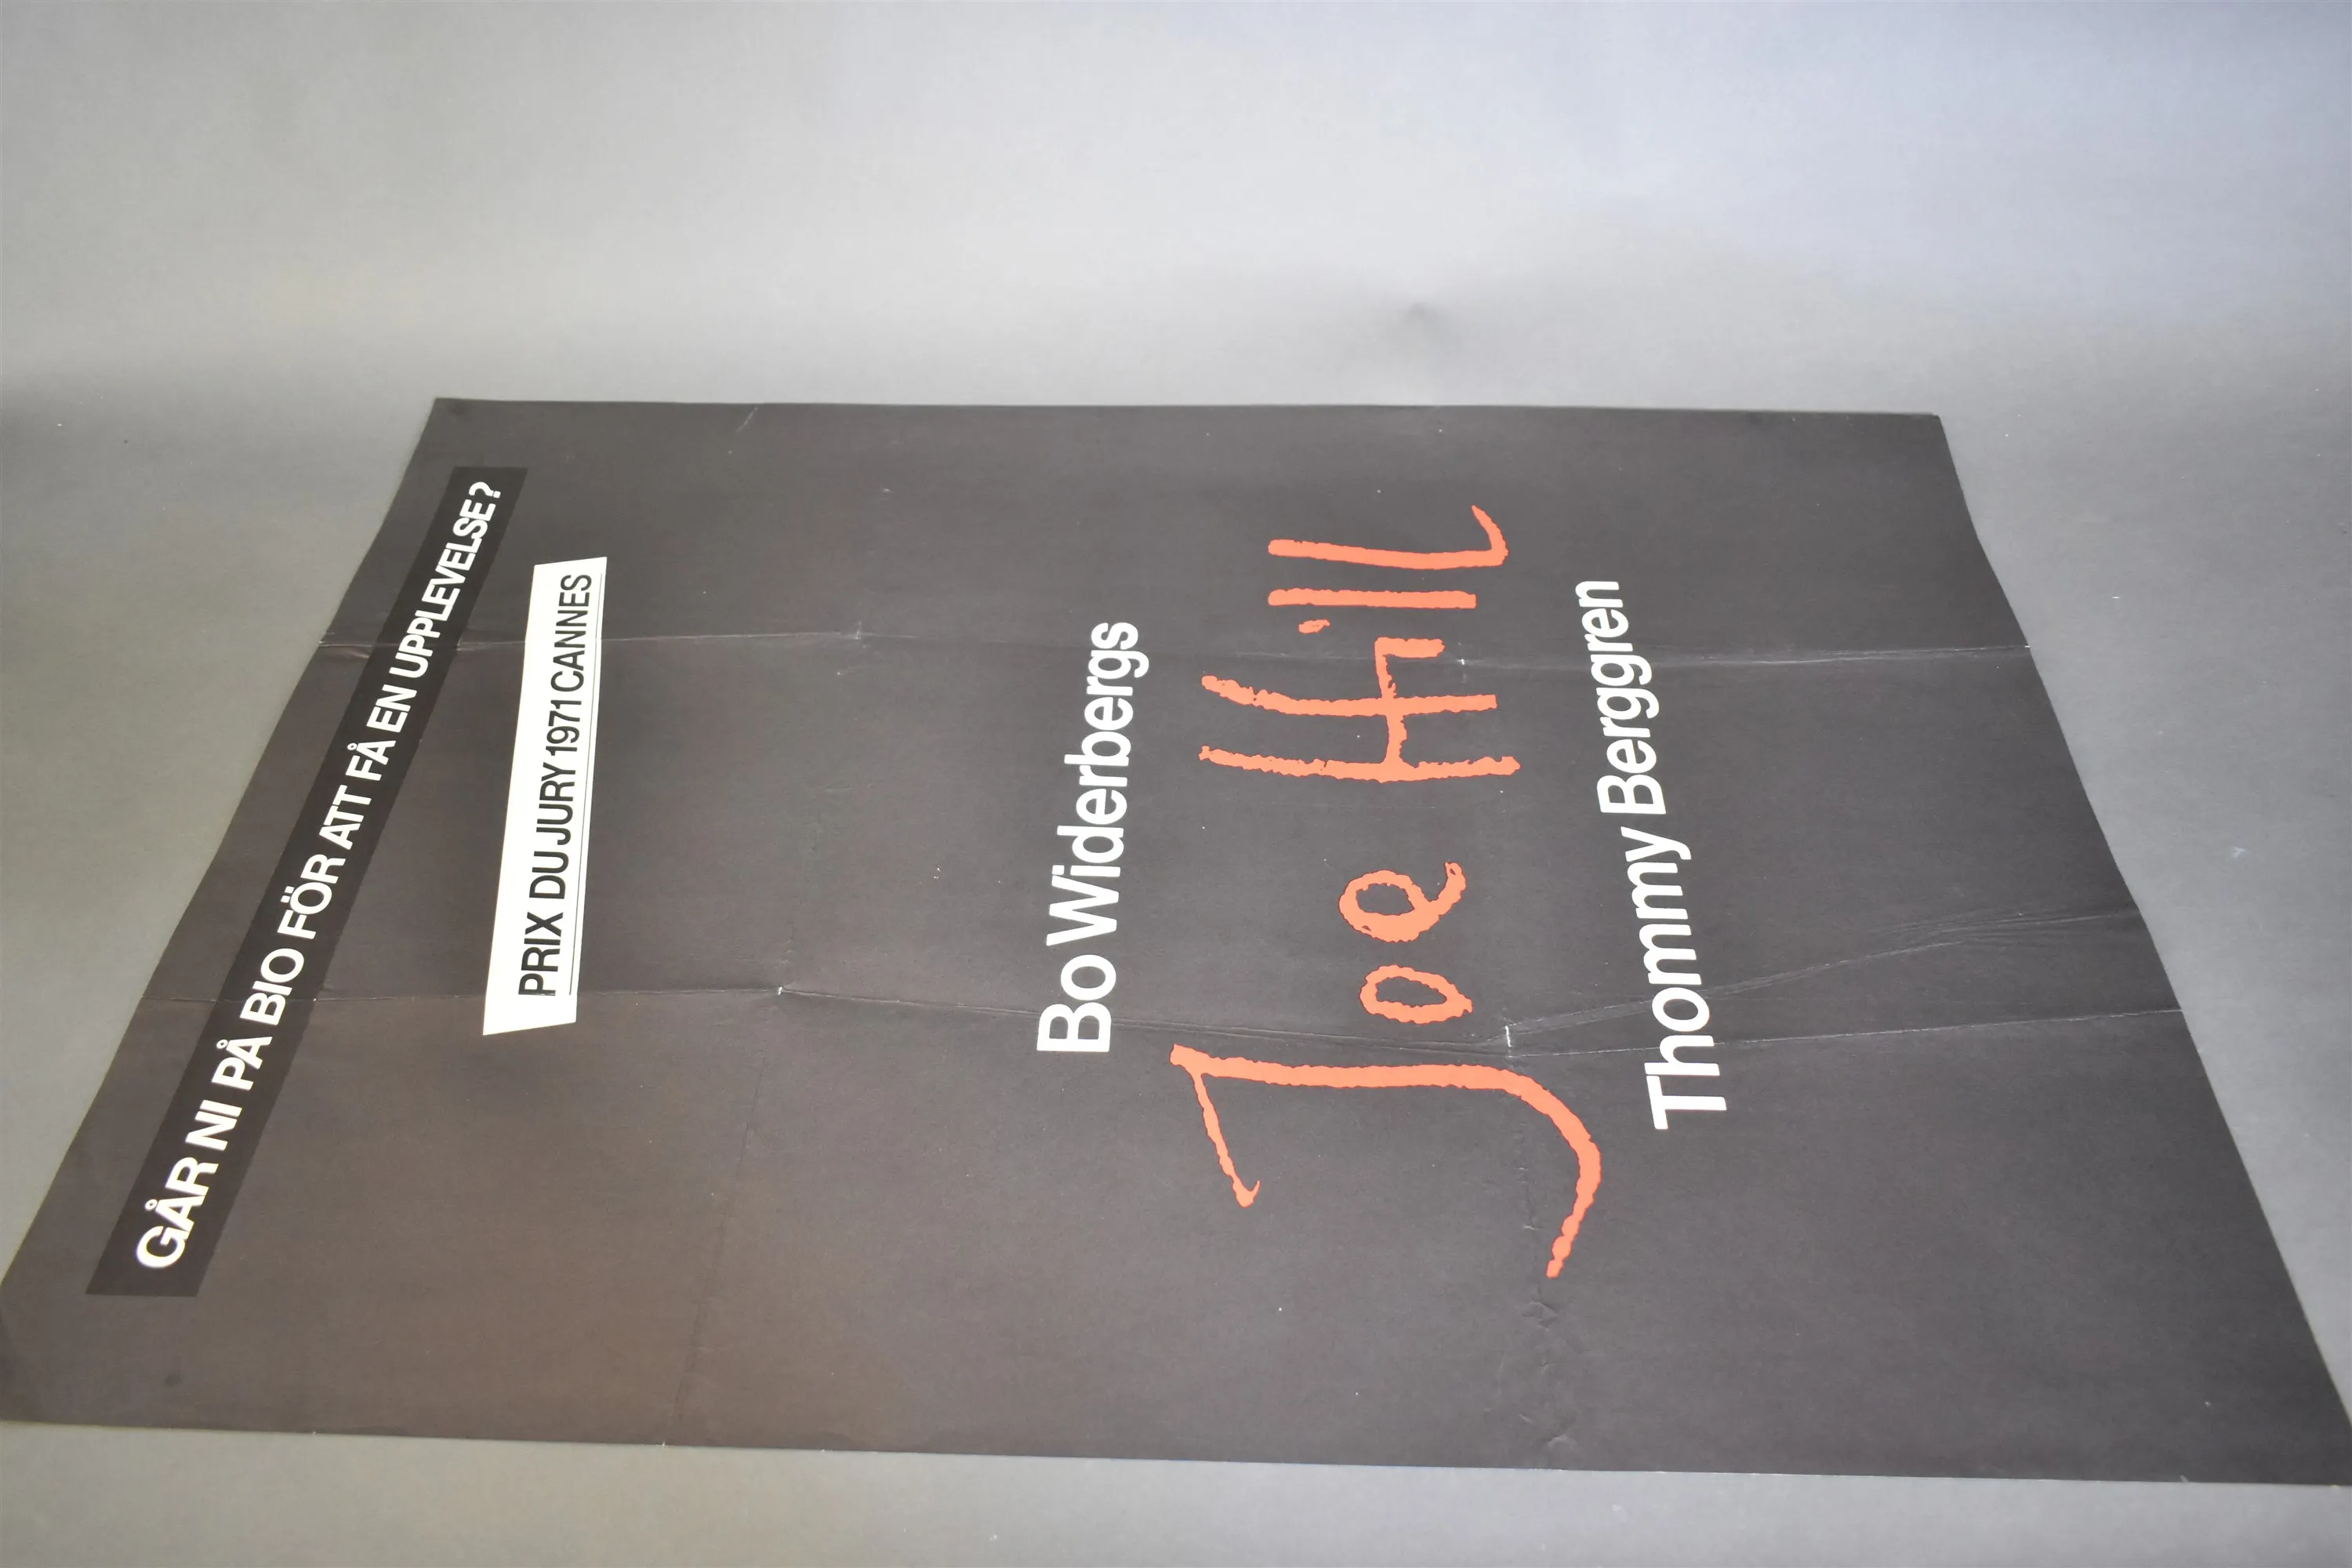 GÅR NI PÅ BIO FÖR ATT FÅ EN UPPLEVELSE?
PRIX DU JURY 1971 CANNES
Bo Widerbergs
Joe Hill
Thommy Berggren